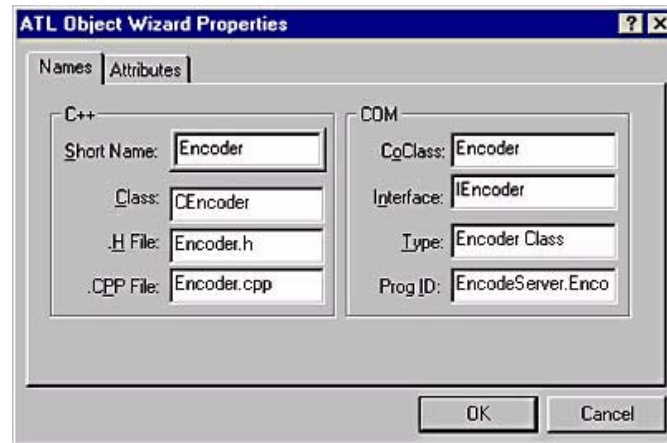 ATL Object Wizard Properties
Names Attributes
C++
Short Name: Encoder
Class: CEncoder
.H File: Encoder.h
.CPP File: Encoder.cpp
COM
CoClass: Encoder
Interface: IEncoder
Type: Encoder Class
Prog ID: EncodeServer.Enco
OK Cancel